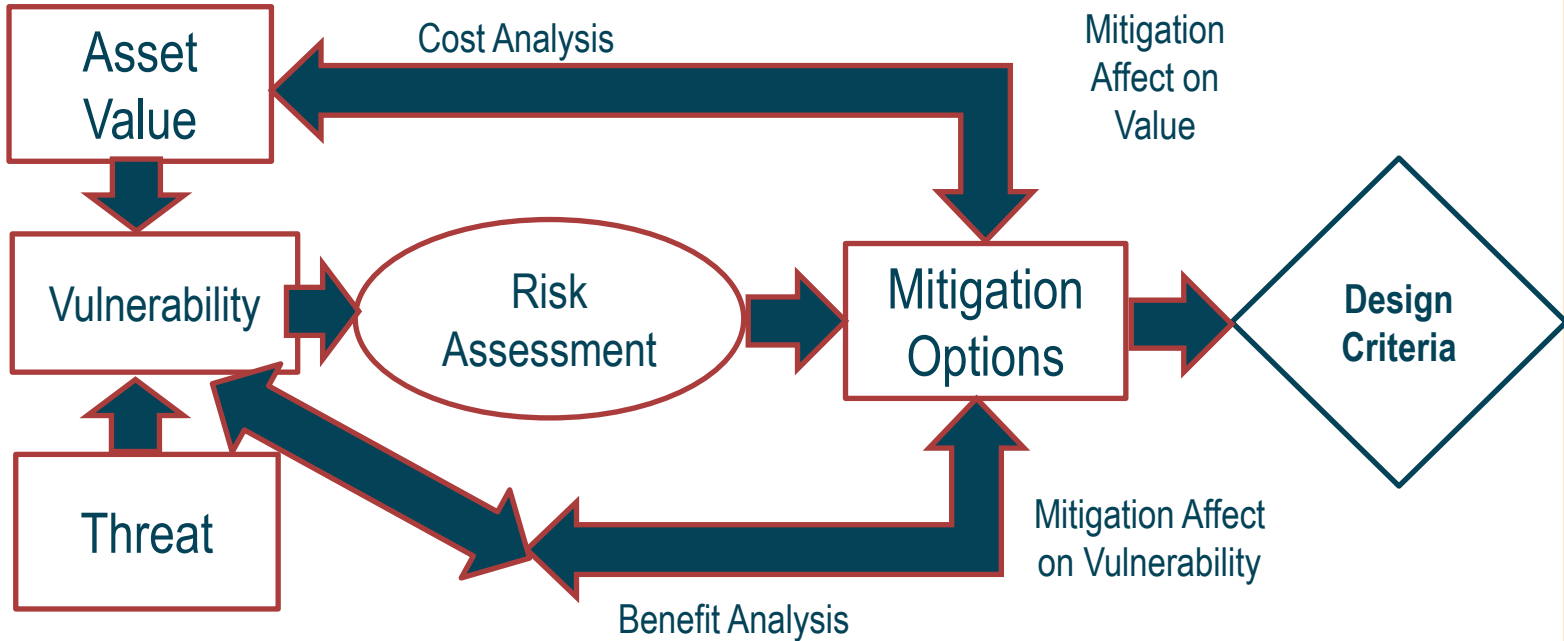 Asset
Value
Cost Analysis
Mitigation
Affect on
Value
Vulnerability
Risk
Assessment
Mitigation
Options
Design
Criteria
Threat
Mitigation Affect
on Vulnerability
Benefit Analysis